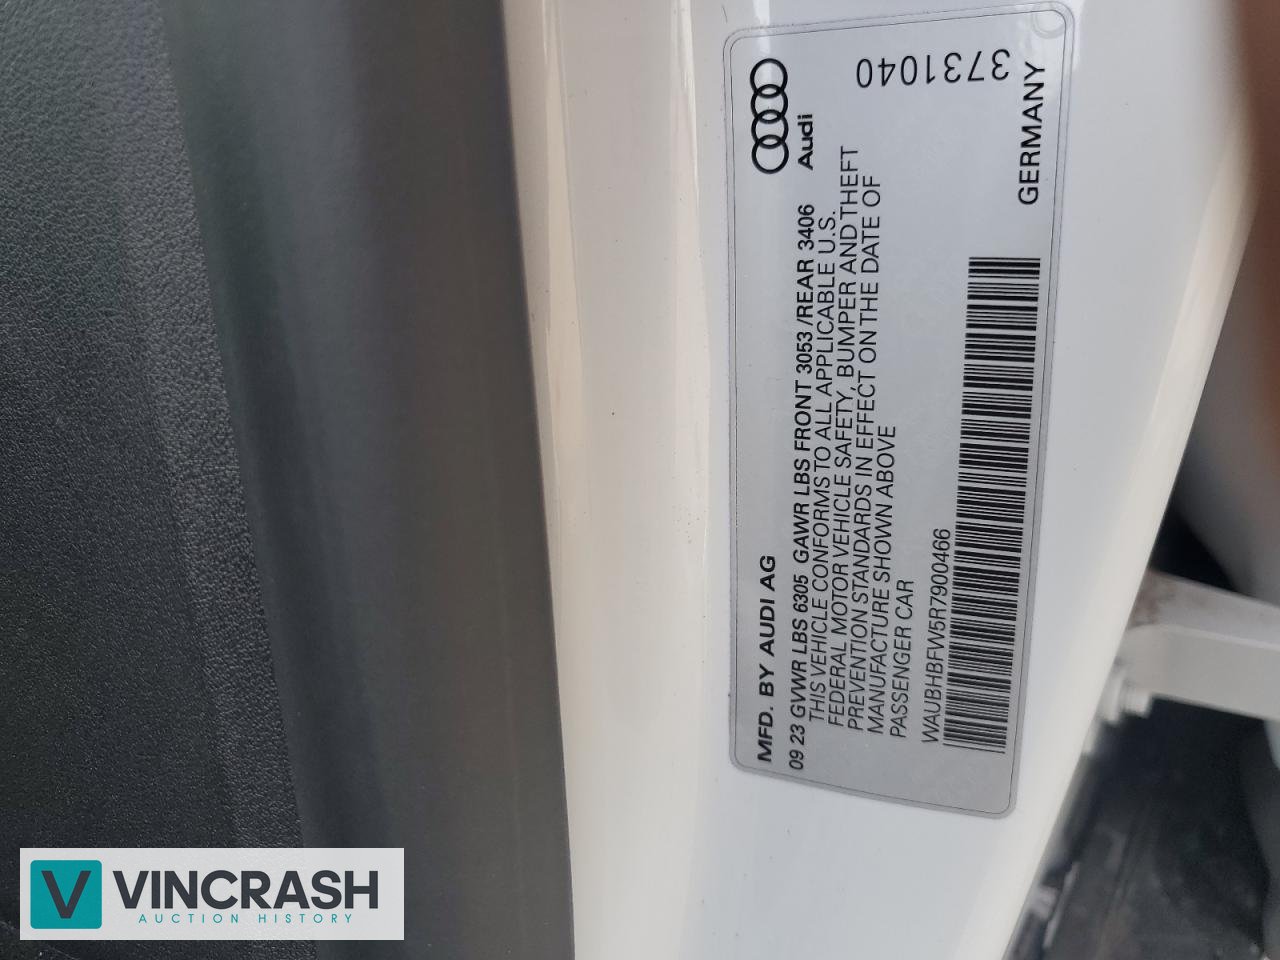 MFD. BY AUDI AG
Audi
09 23 GVWR LBS 6305 GAWR LBS FRONT 3053 /REAR 3406
THIS VEHICLE CONFORMS TO ALL APPLICABLE U.S.
FEDERAL MOTOR VEHICLE SAFETY, BUMPER AND THEFT
PREVENTION STANDARDS IN EFFECT ON THE DATE OF
MANUFACTURE SHOWN ABOVE
PASSENGER CAR
WAUBHBFW5R7900466
GERMANY
3731040
V VINCRASH
AUCTION HISTORY